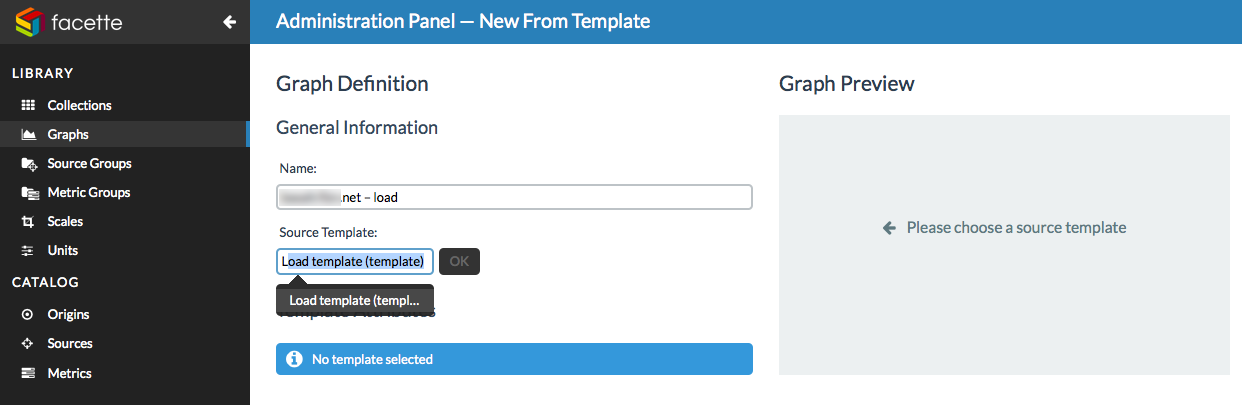 facette
Administration Panel — New From Template
LIBRARY
Collections
Graphs
Source Groups
Metric Groups
Scales
Units
CATALOG
Origins
Sources
Metrics
Graph Definition
General Information
Name:
.net – load
Source Template:
Load template (template)
OK
Load template (templ...
Template Attributes
No template selected
Graph Preview
Please choose a source template